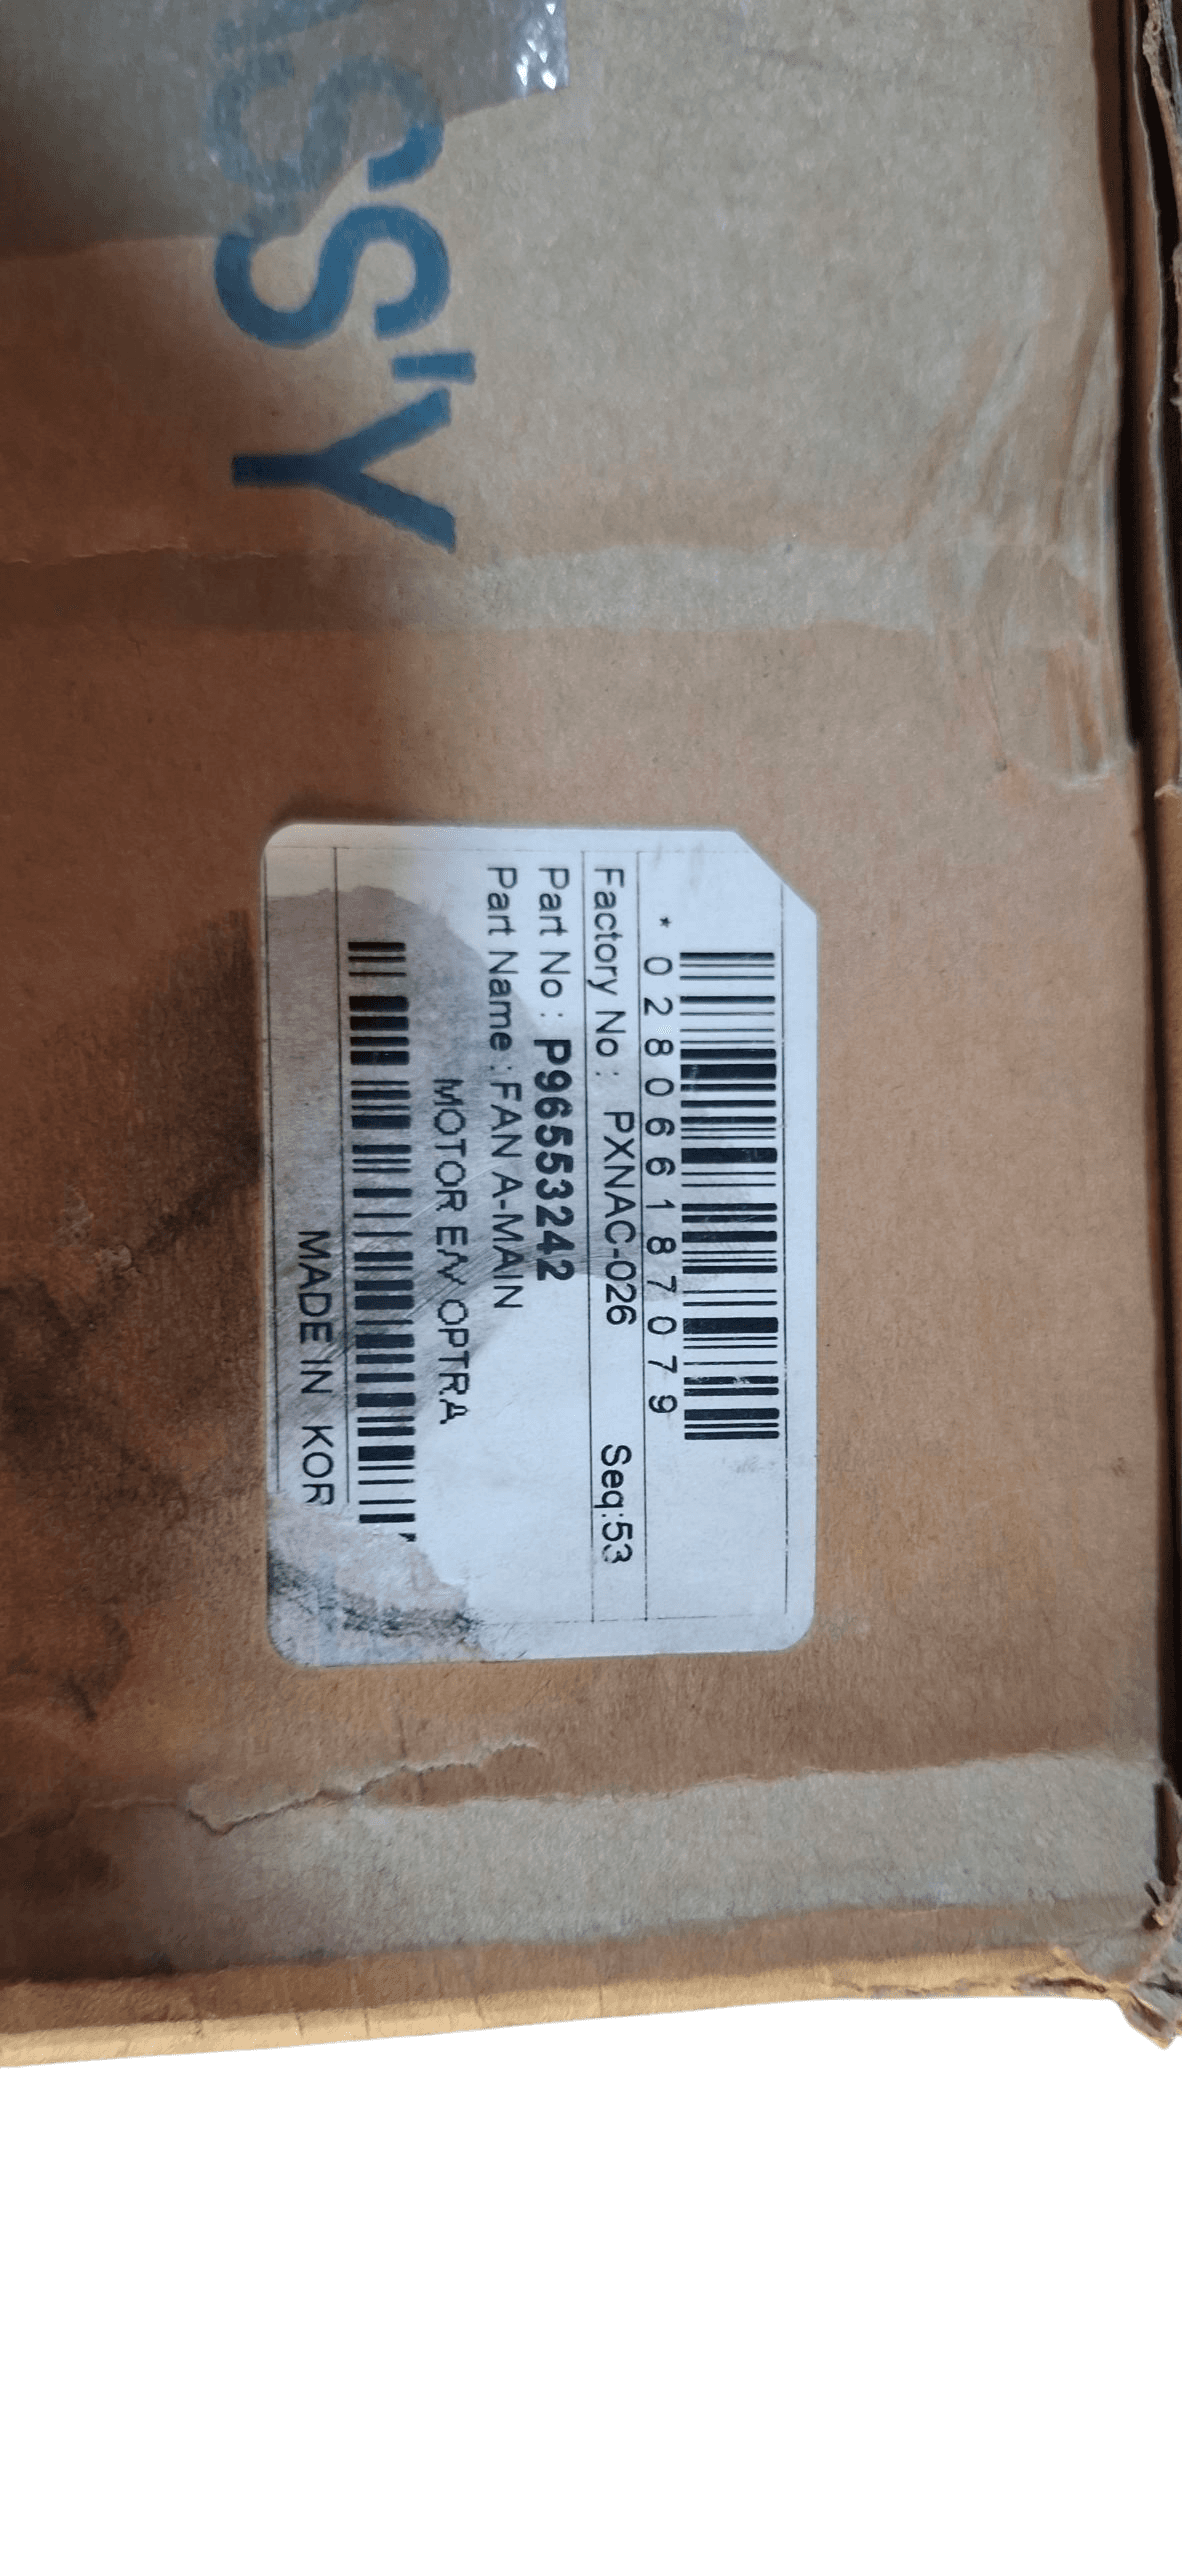 ASS'Y
* 0 2 8 0 6 6 1 8 7 0 7 9
Factory No : PXNAC-026 Seq:53
Part No : P96553242
Part Name : FAN A-MAIN
MOTOR E/V OPTRA
MADE IN KOR